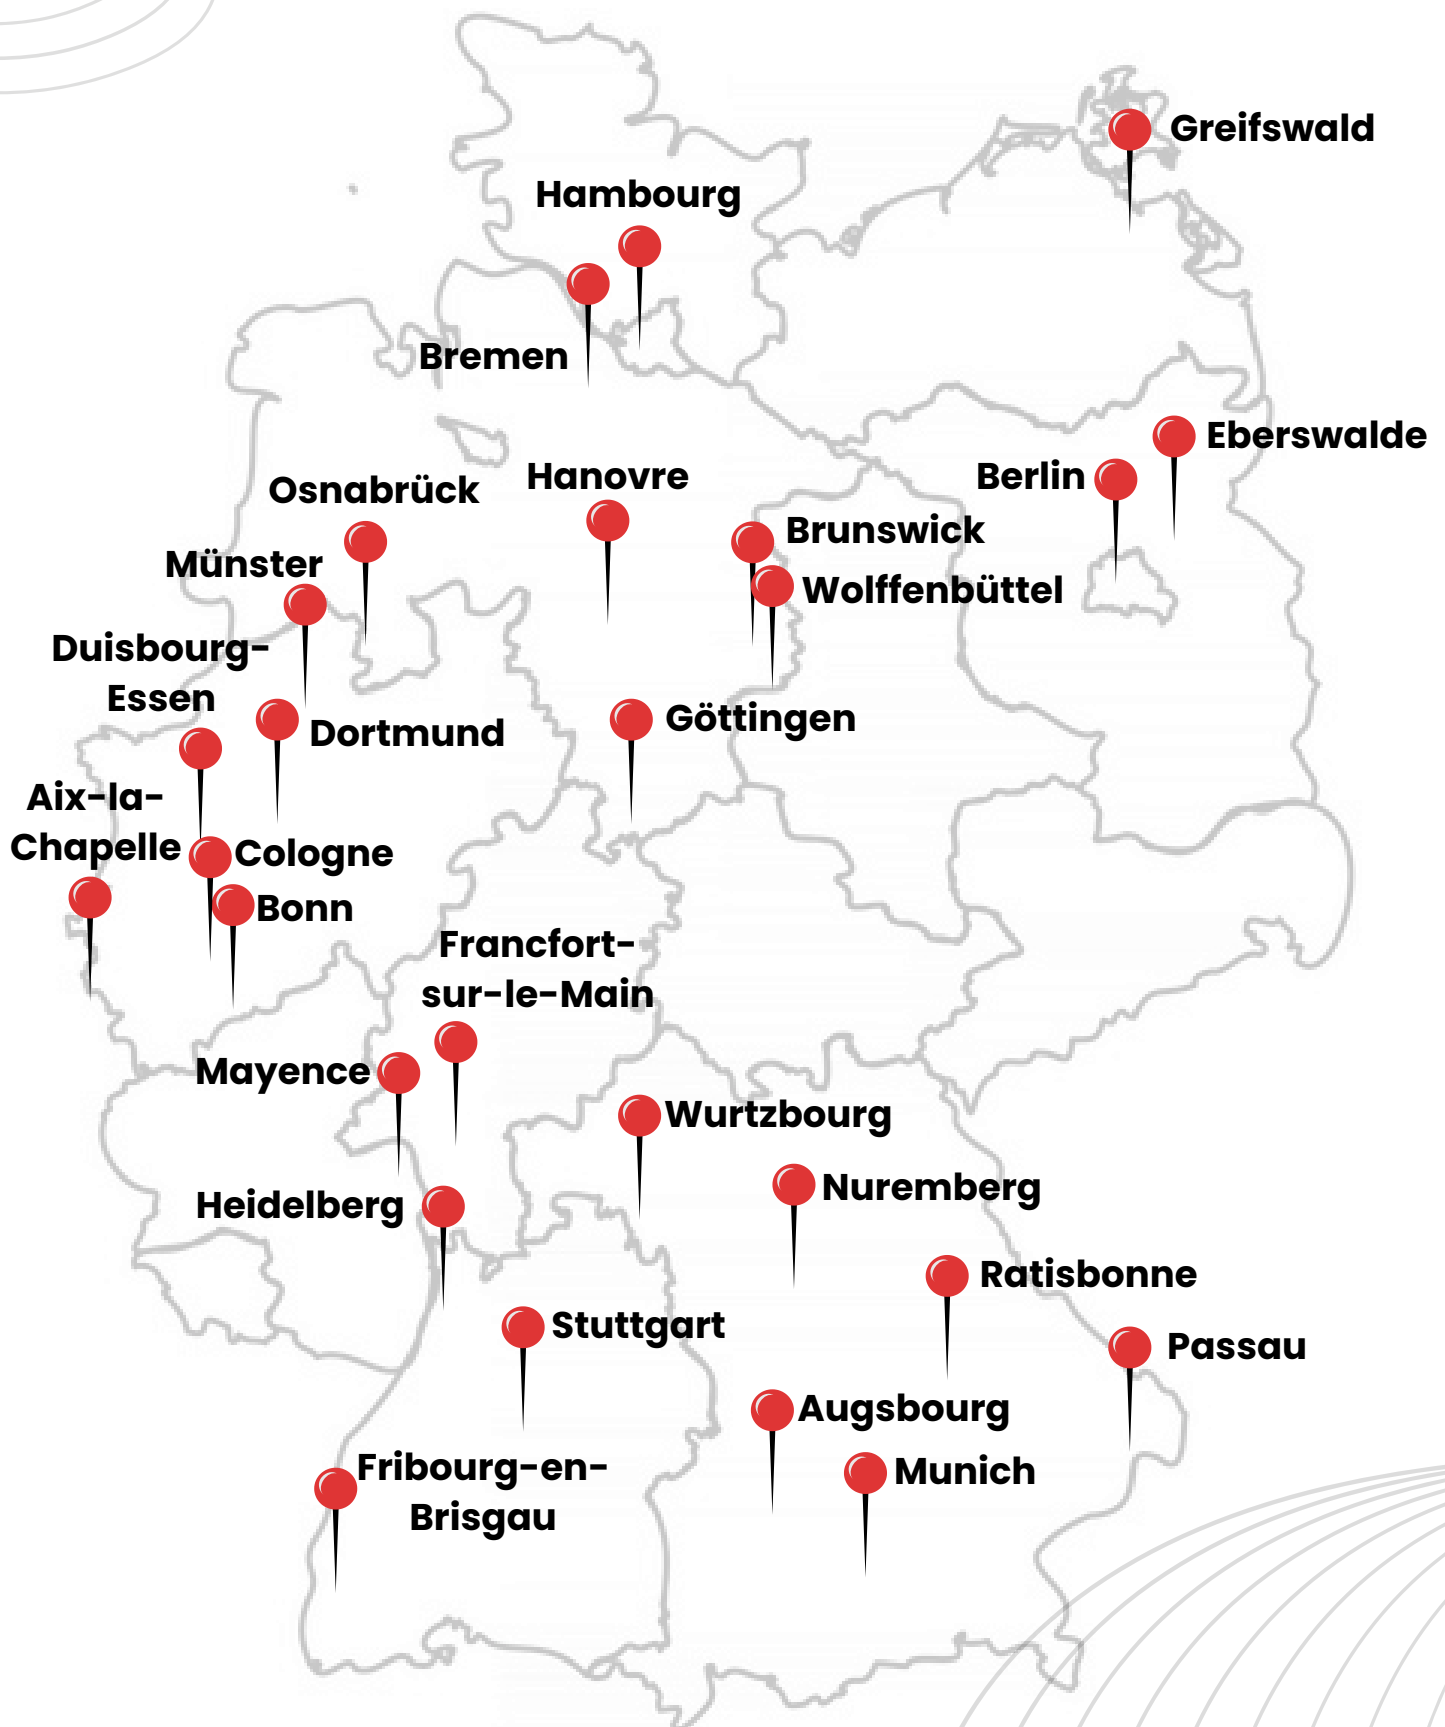 Greifswald
Hambourg
Bremen
Eberswalde
Berlin
Hanovre
Osnabrück
Brunswick
Münster
Wolffenbüttel
Duisbourg-
Essen
Göttingen
Dortmund
Aix-la-
Chapelle
Cologne
Bonn
Francfort-
sur-le-Main
Mayence
Wurtzbourg
Nuremberg
Heidelberg
Ratisbonne
Stuttgart
Passau
Augsbourg
Fribourg-en-
Brisgau
Munich